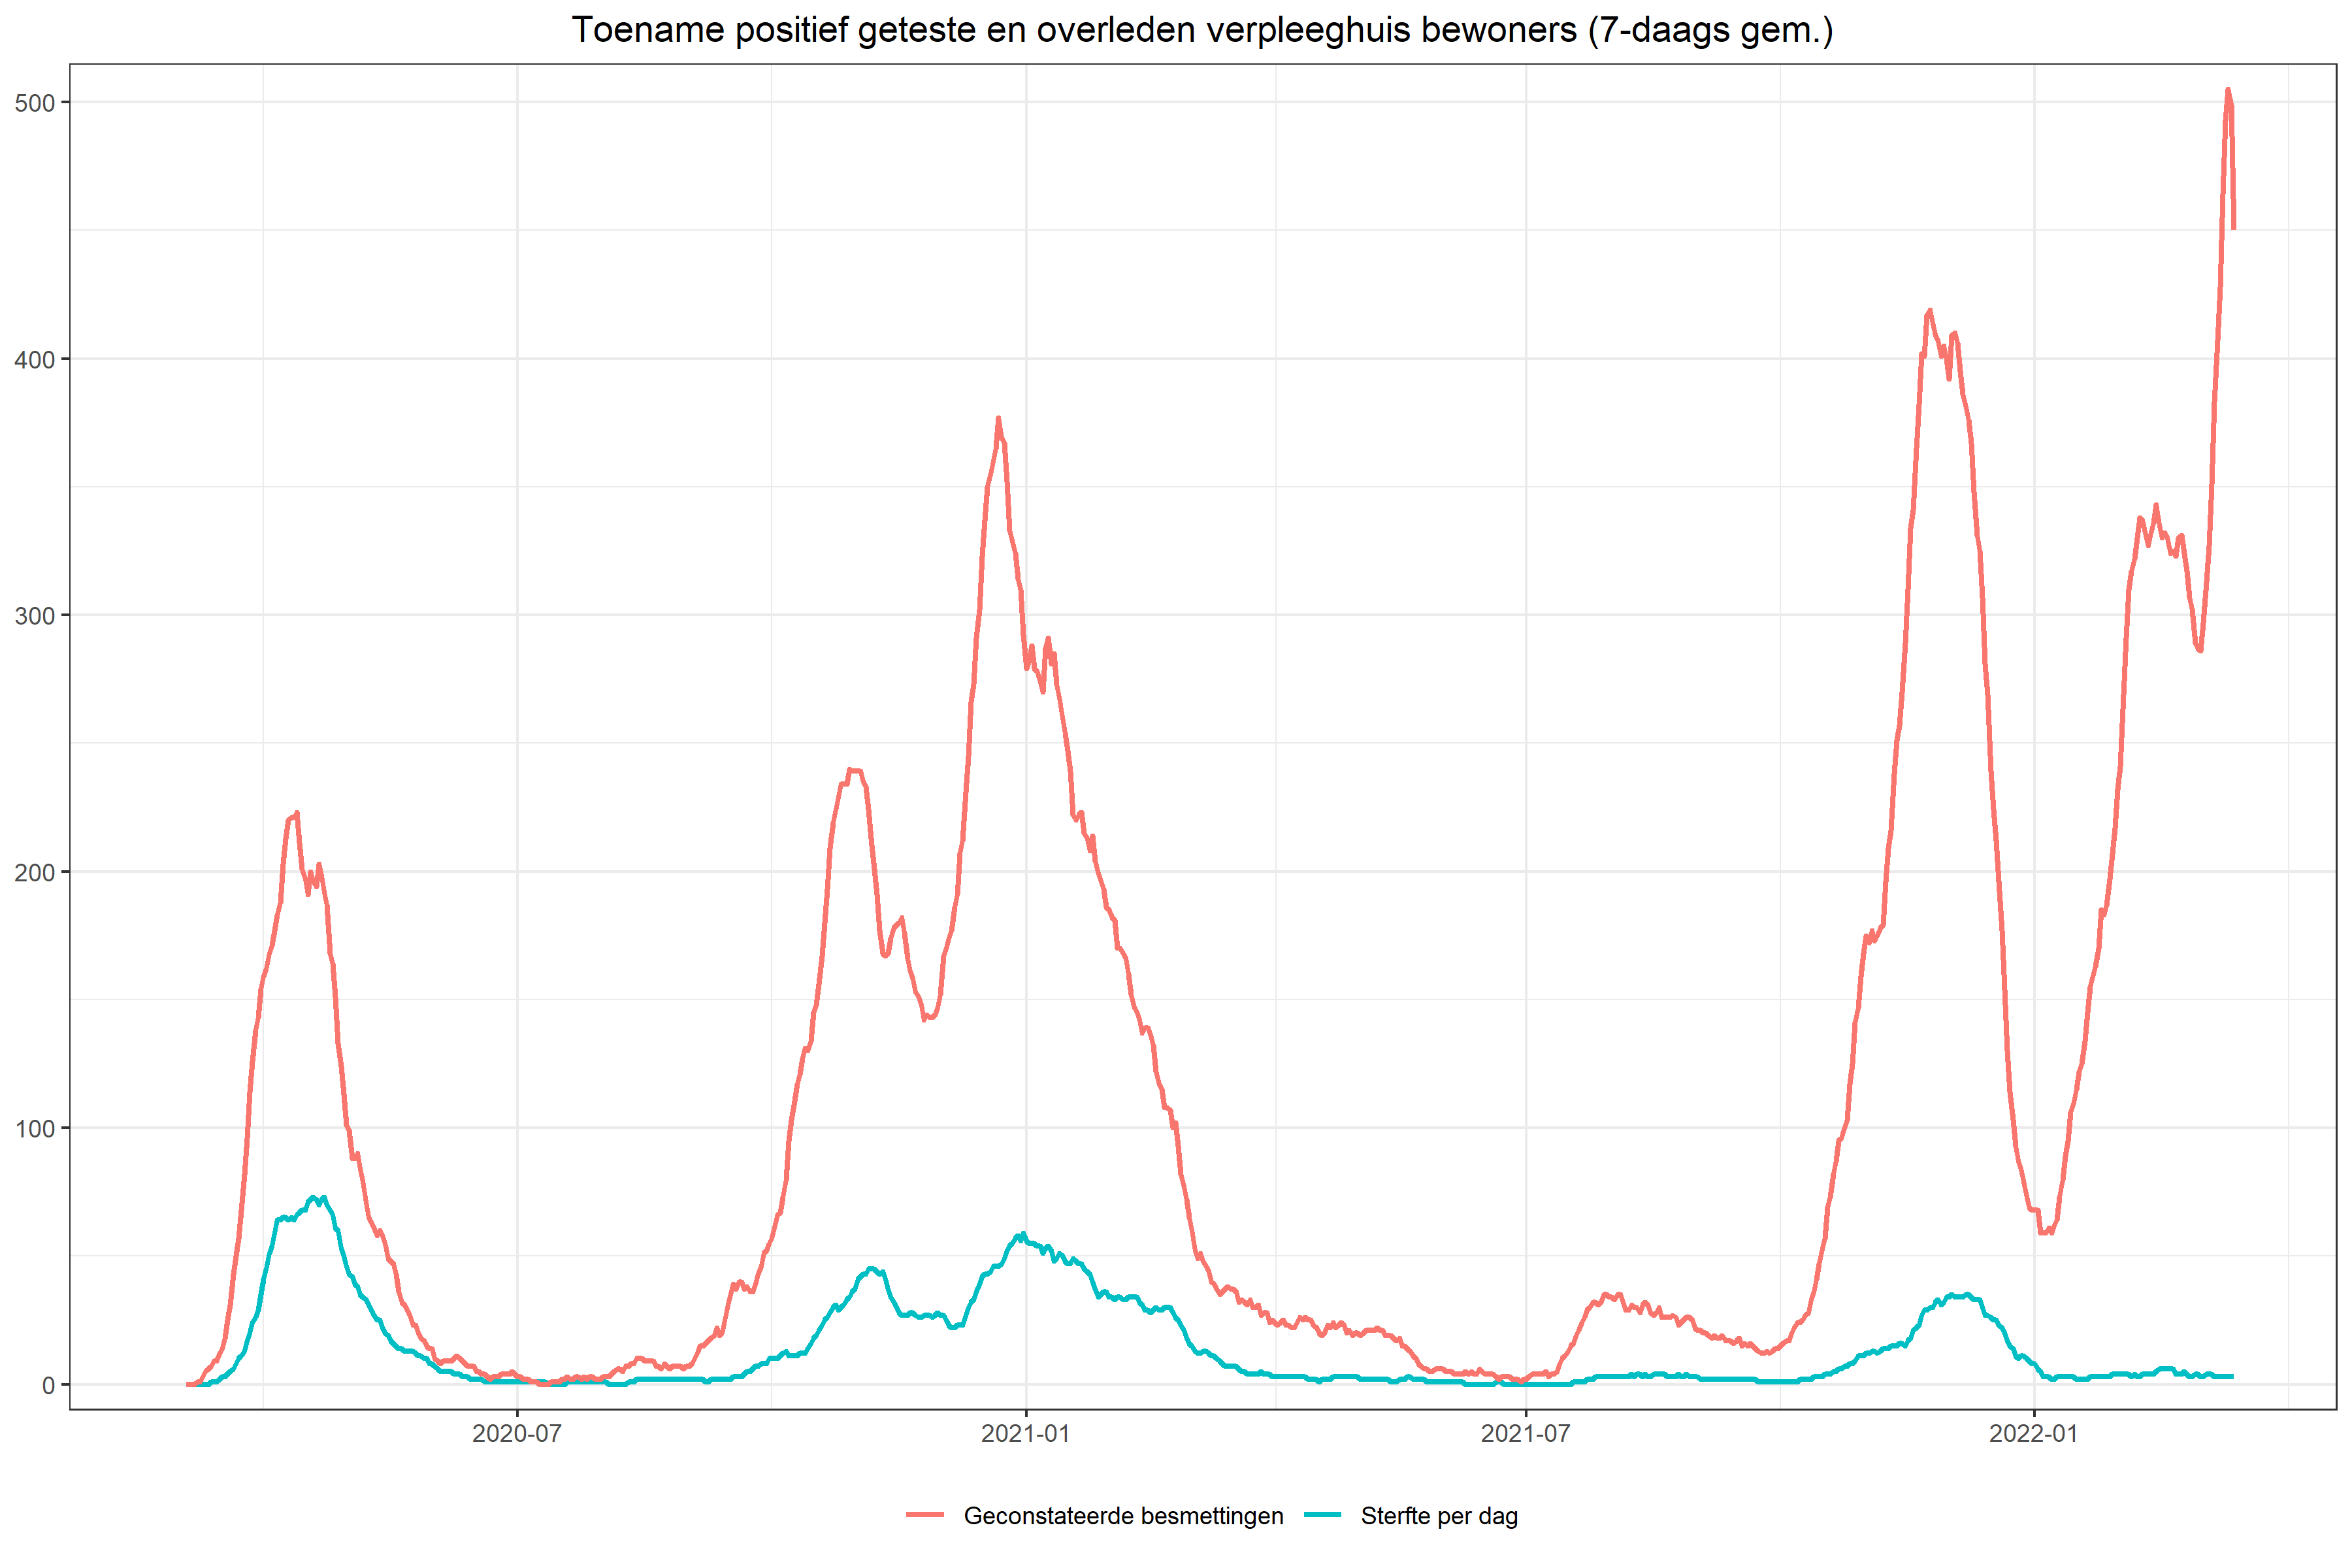 Toename positief geteste en overleden verpleeghuis bewoners (7-daags gem.)
500
400
300
200
100
0
2020-07 2021-01 2021-07 2022-01
Geconstateerde besmettingen Sterfte per dag